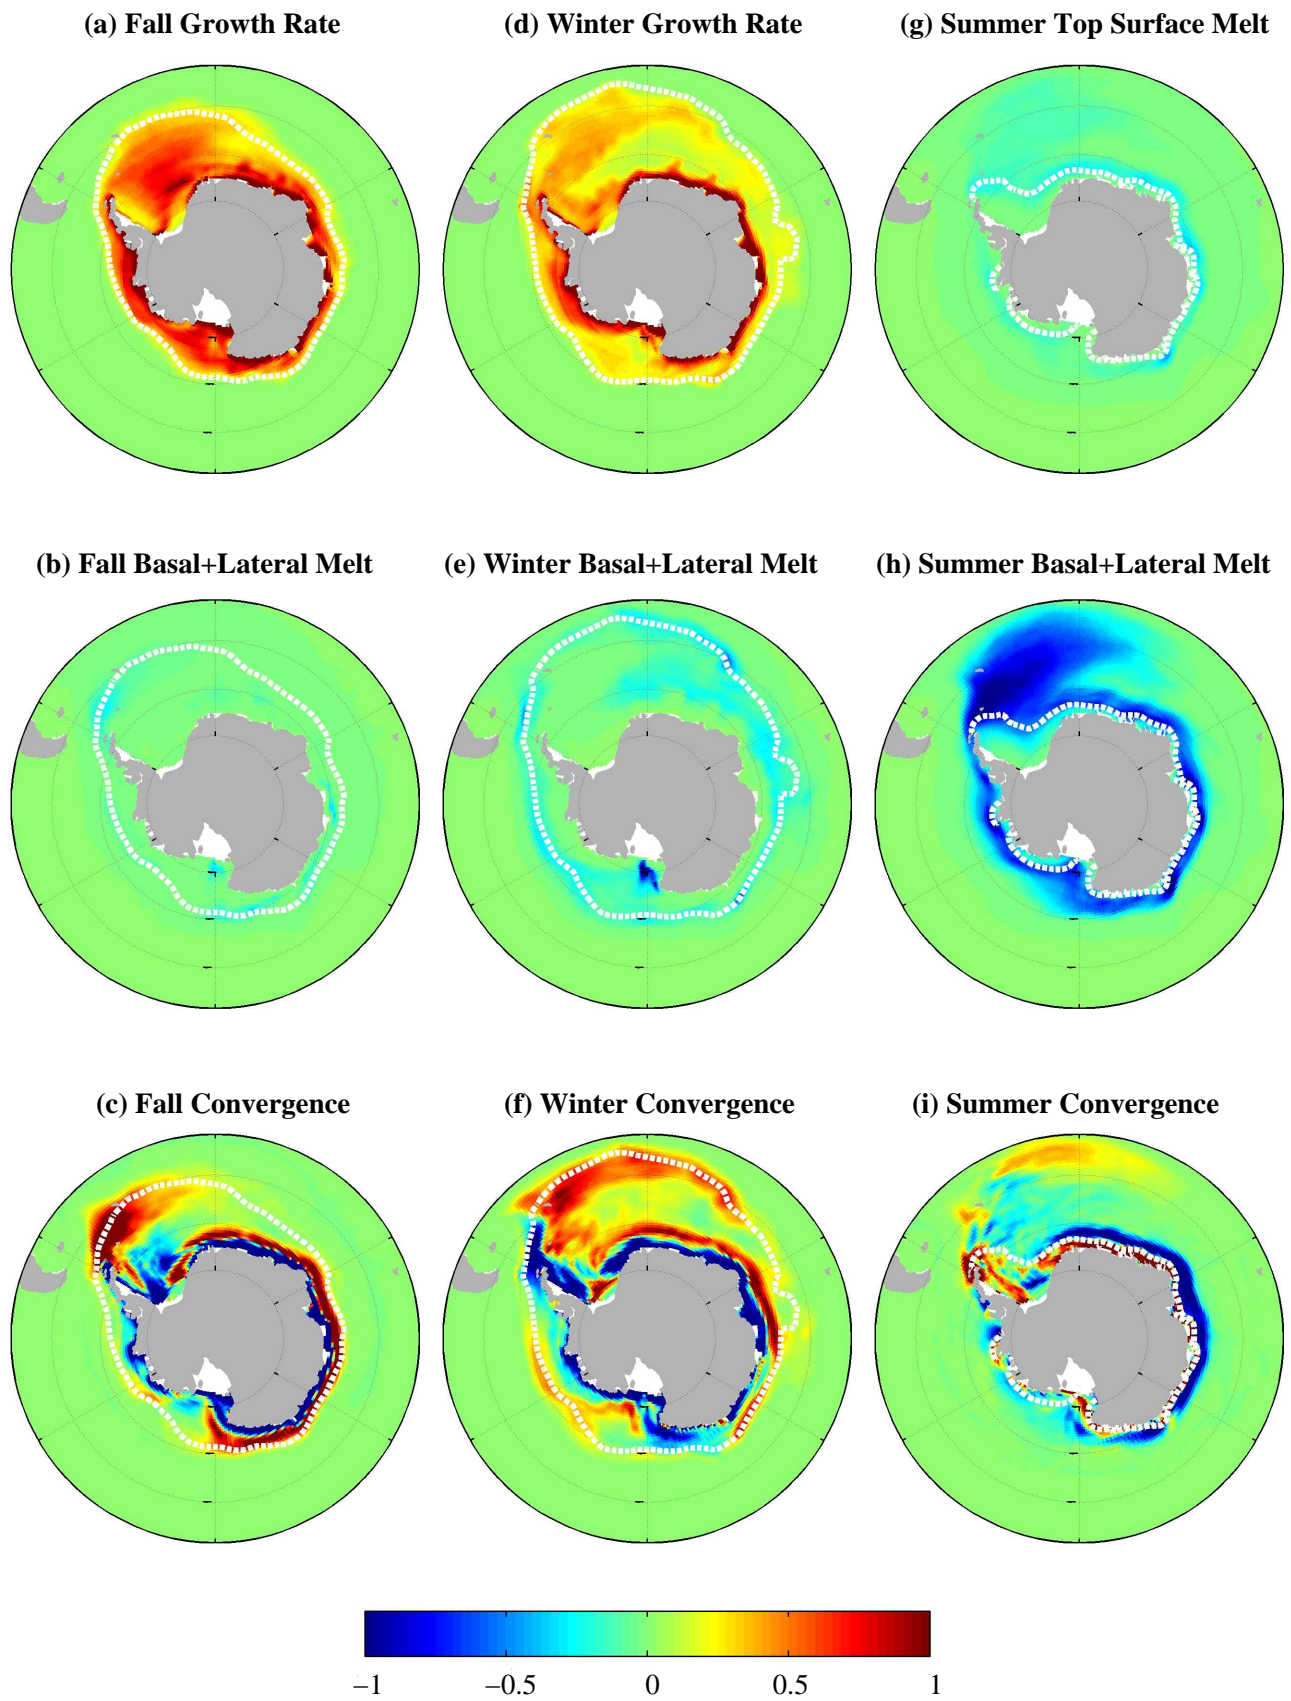 (a) Fall Growth Rate
(d) Winter Growth Rate
(g) Summer Top Surface Melt
(b) Fall Basal+Lateral Melt
(e) Winter Basal+Lateral Melt
(h) Summer Basal+Lateral Melt
(c) Fall Convergence
(f) Winter Convergence
(i) Summer Convergence
−1 −0.5 0 0.5 1